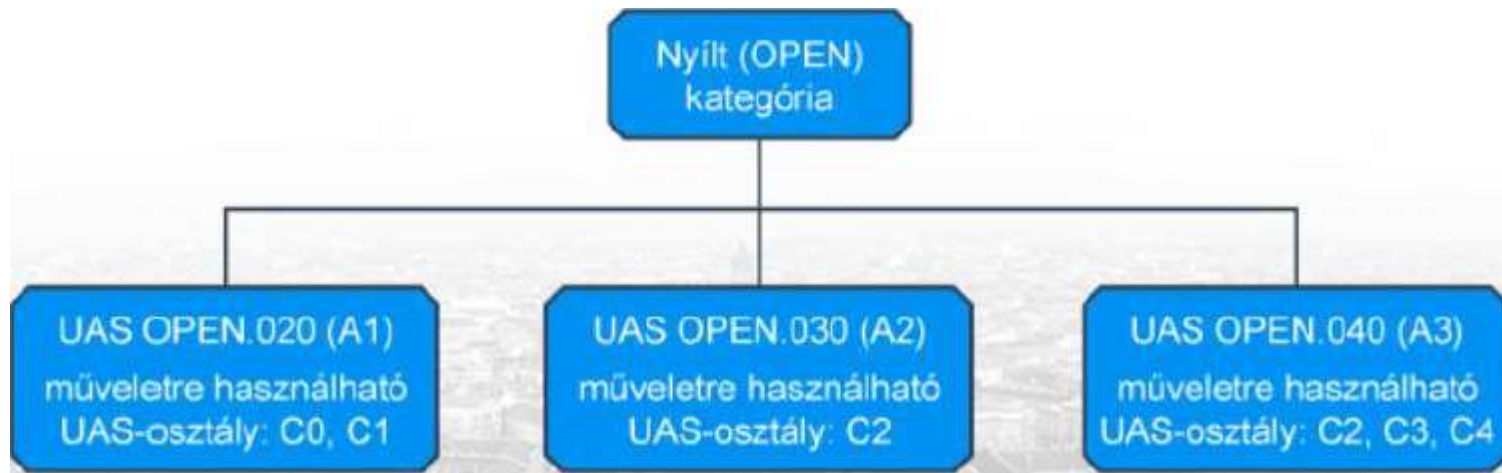 Nyílt (OPEN)
kategória
UAS OPEN.020 (A1)
műveletre használható
UAS-osztály: C0, C1
UAS OPEN.030 (A2)
műveletre használható
UAS-osztály: C2
UAS OPEN.040 (A3)
műveletre használható
UAS-osztály: C2, C3, C4